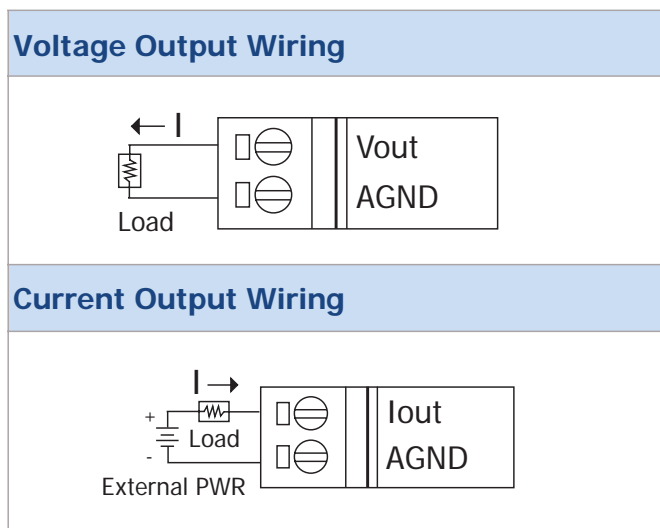 Voltage Output Wiring
I
Vout
AGND
Load
Current Output Wiring
I
+
Load
-
External PWR
Iout
AGND